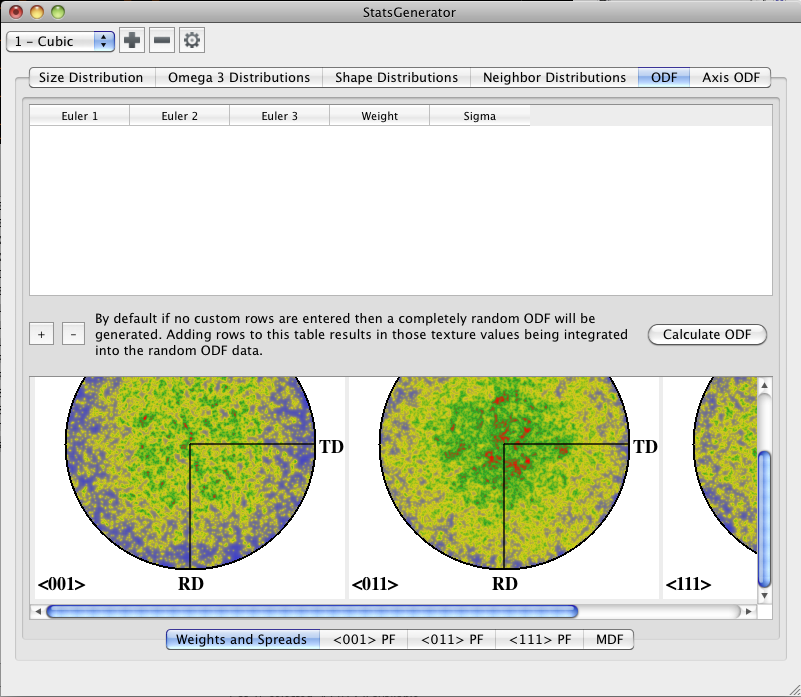 StatsGenerator
1 – Cubic
Size Distribution Omega 3 Distributions Shape Distributions Neighbor Distributions ODF Axis ODF
Euler 1 Euler 2 Euler 3 Weight Sigma
By default if no custom rows are entered then a completely random ODF will be
generated. Adding rows to this table results in those texture values being integrated
into the random ODF data.
+ - Calculate ODF
TD TD
<001> RD <011> RD <111>
Weights and Spreads <001> PF <011> PF <111> PF MDF